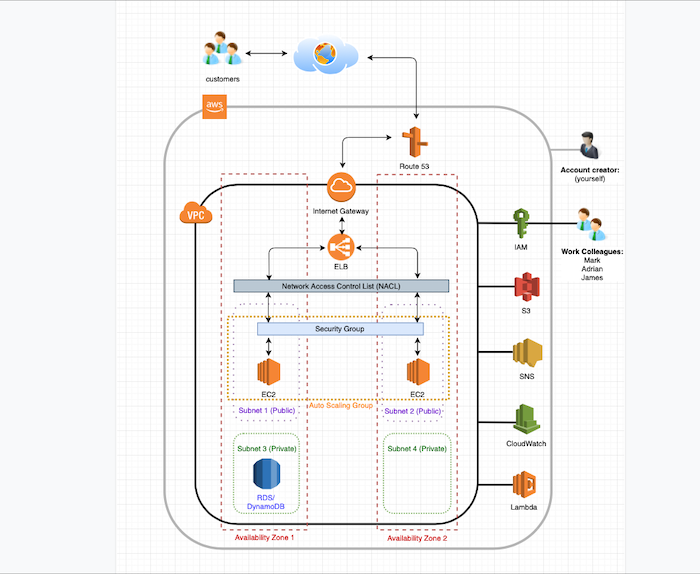 customers
aws
Route 53
Account creator:
(yourself)
Internet Gateway
VPC
IAM
Work Colleagues:
Mark
Adrian
James
ELB
Network Access Control List (NACL)
S3
Security Group
SNS
EC2
EC2
Auto Scaling Group
Subnet 1 (Public)
Subnet 2 (Public)
CloudWatch
Subnet 3 (Private)
Subnet 4 (Private)
RDS/
DynamoDB
Lambda
Availability Zone 1
Availability Zone 2